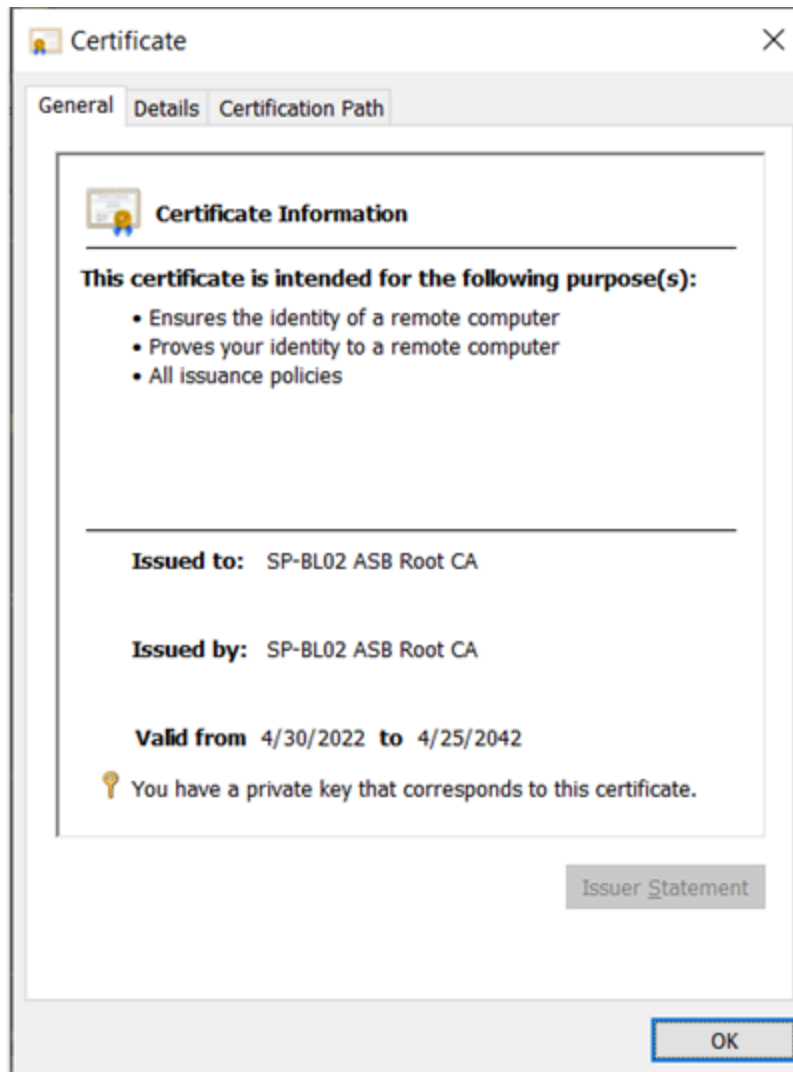 Certificate
General Details Certification Path
Certificate Information
This certificate is intended for the following purpose(s):
• Ensures the identity of a remote computer
• Proves your identity to a remote computer
• All issuance policies
Issued to: SP-BL02 ASB Root CA
Issued by: SP-BL02 ASB Root CA
Valid from 4/30/2022 to 4/25/2042
You have a private key that corresponds to this certificate.
Issuer Statement
OK